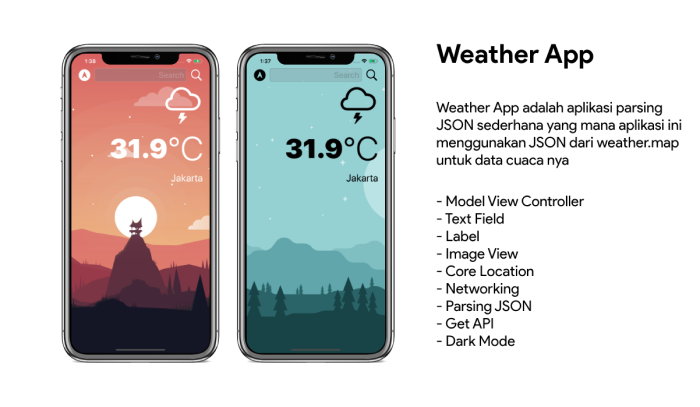 1:38
Search
31.9°C
Jakarta
1:37
Search
31.9°C
Jakarta
Weather App
Weather App adalah aplikasi parsing
JSON sederhana yang mana aplikasi ini
menggunakan JSON dari weather.map
untuk data cuaca nya
- Model View Controller
- Text Field
- Label
- Image View
- Core Location
- Networking
- Parsing JSON
- Get API
- Dark Mode